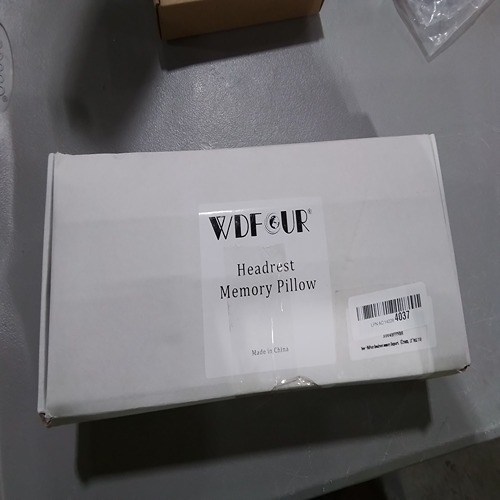 WDFOUR®
Headrest
Memory Pillow
Made in China
4037